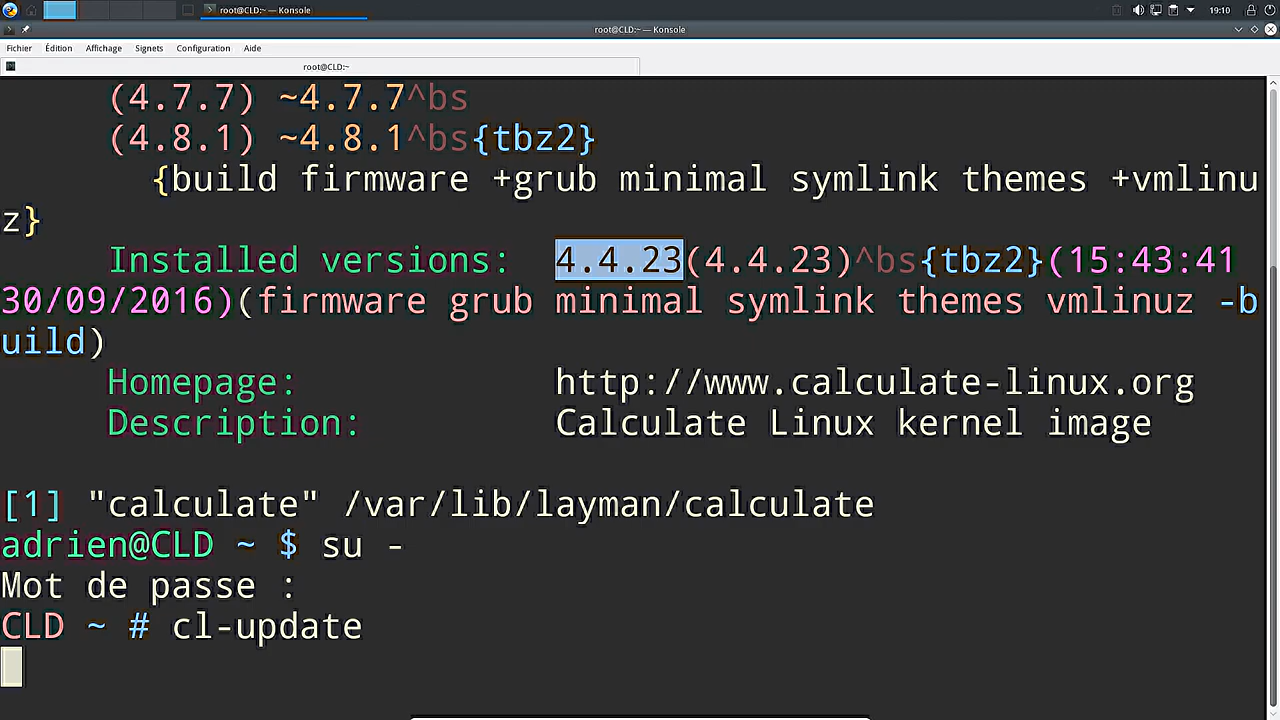 root@CLD:~ — Konsole
19:10
root@CLD:~ — Konsole
Fichier Édition Affichage Signets Configuration Aide
root@CLD:~
(4.7.7) ~4.7.7^bs
(4.8.1) ~4.8.1^bs{tbz2}
{build firmware +grub minimal symlink themes +vmlinu
z}
Installed versions: 4.4.23(4.4.23)^bs{tbz2}(15:43:41
30/09/2016)(firmware grub minimal symlink themes vmlinuz -b
uild)
Homepage: http://www.calculate-linux.org
Description: Calculate Linux kernel image
[1] "calculate" /var/lib/layman/calculate
adrien@CLD ~ $ su -
Mot de passe :
CLD ~ # cl-update